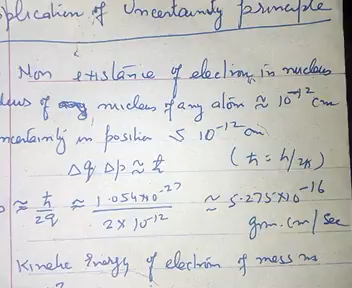 plication of Uncertainty principle
Non existance of electron in nucleus
dius of nucleus of any atom ≈ 10⁻¹² cm
ncertainty in position ≤ 10⁻¹² cm
Δq Δp ≈ ħ (ħ = h/2π)
≈ ħ/2q ≈ 1.054×10⁻²⁷/2×10⁻¹² ≈ 5.275×10⁻¹⁶
gm. cm/sec
Kinetic Energy of electron of mass m₀